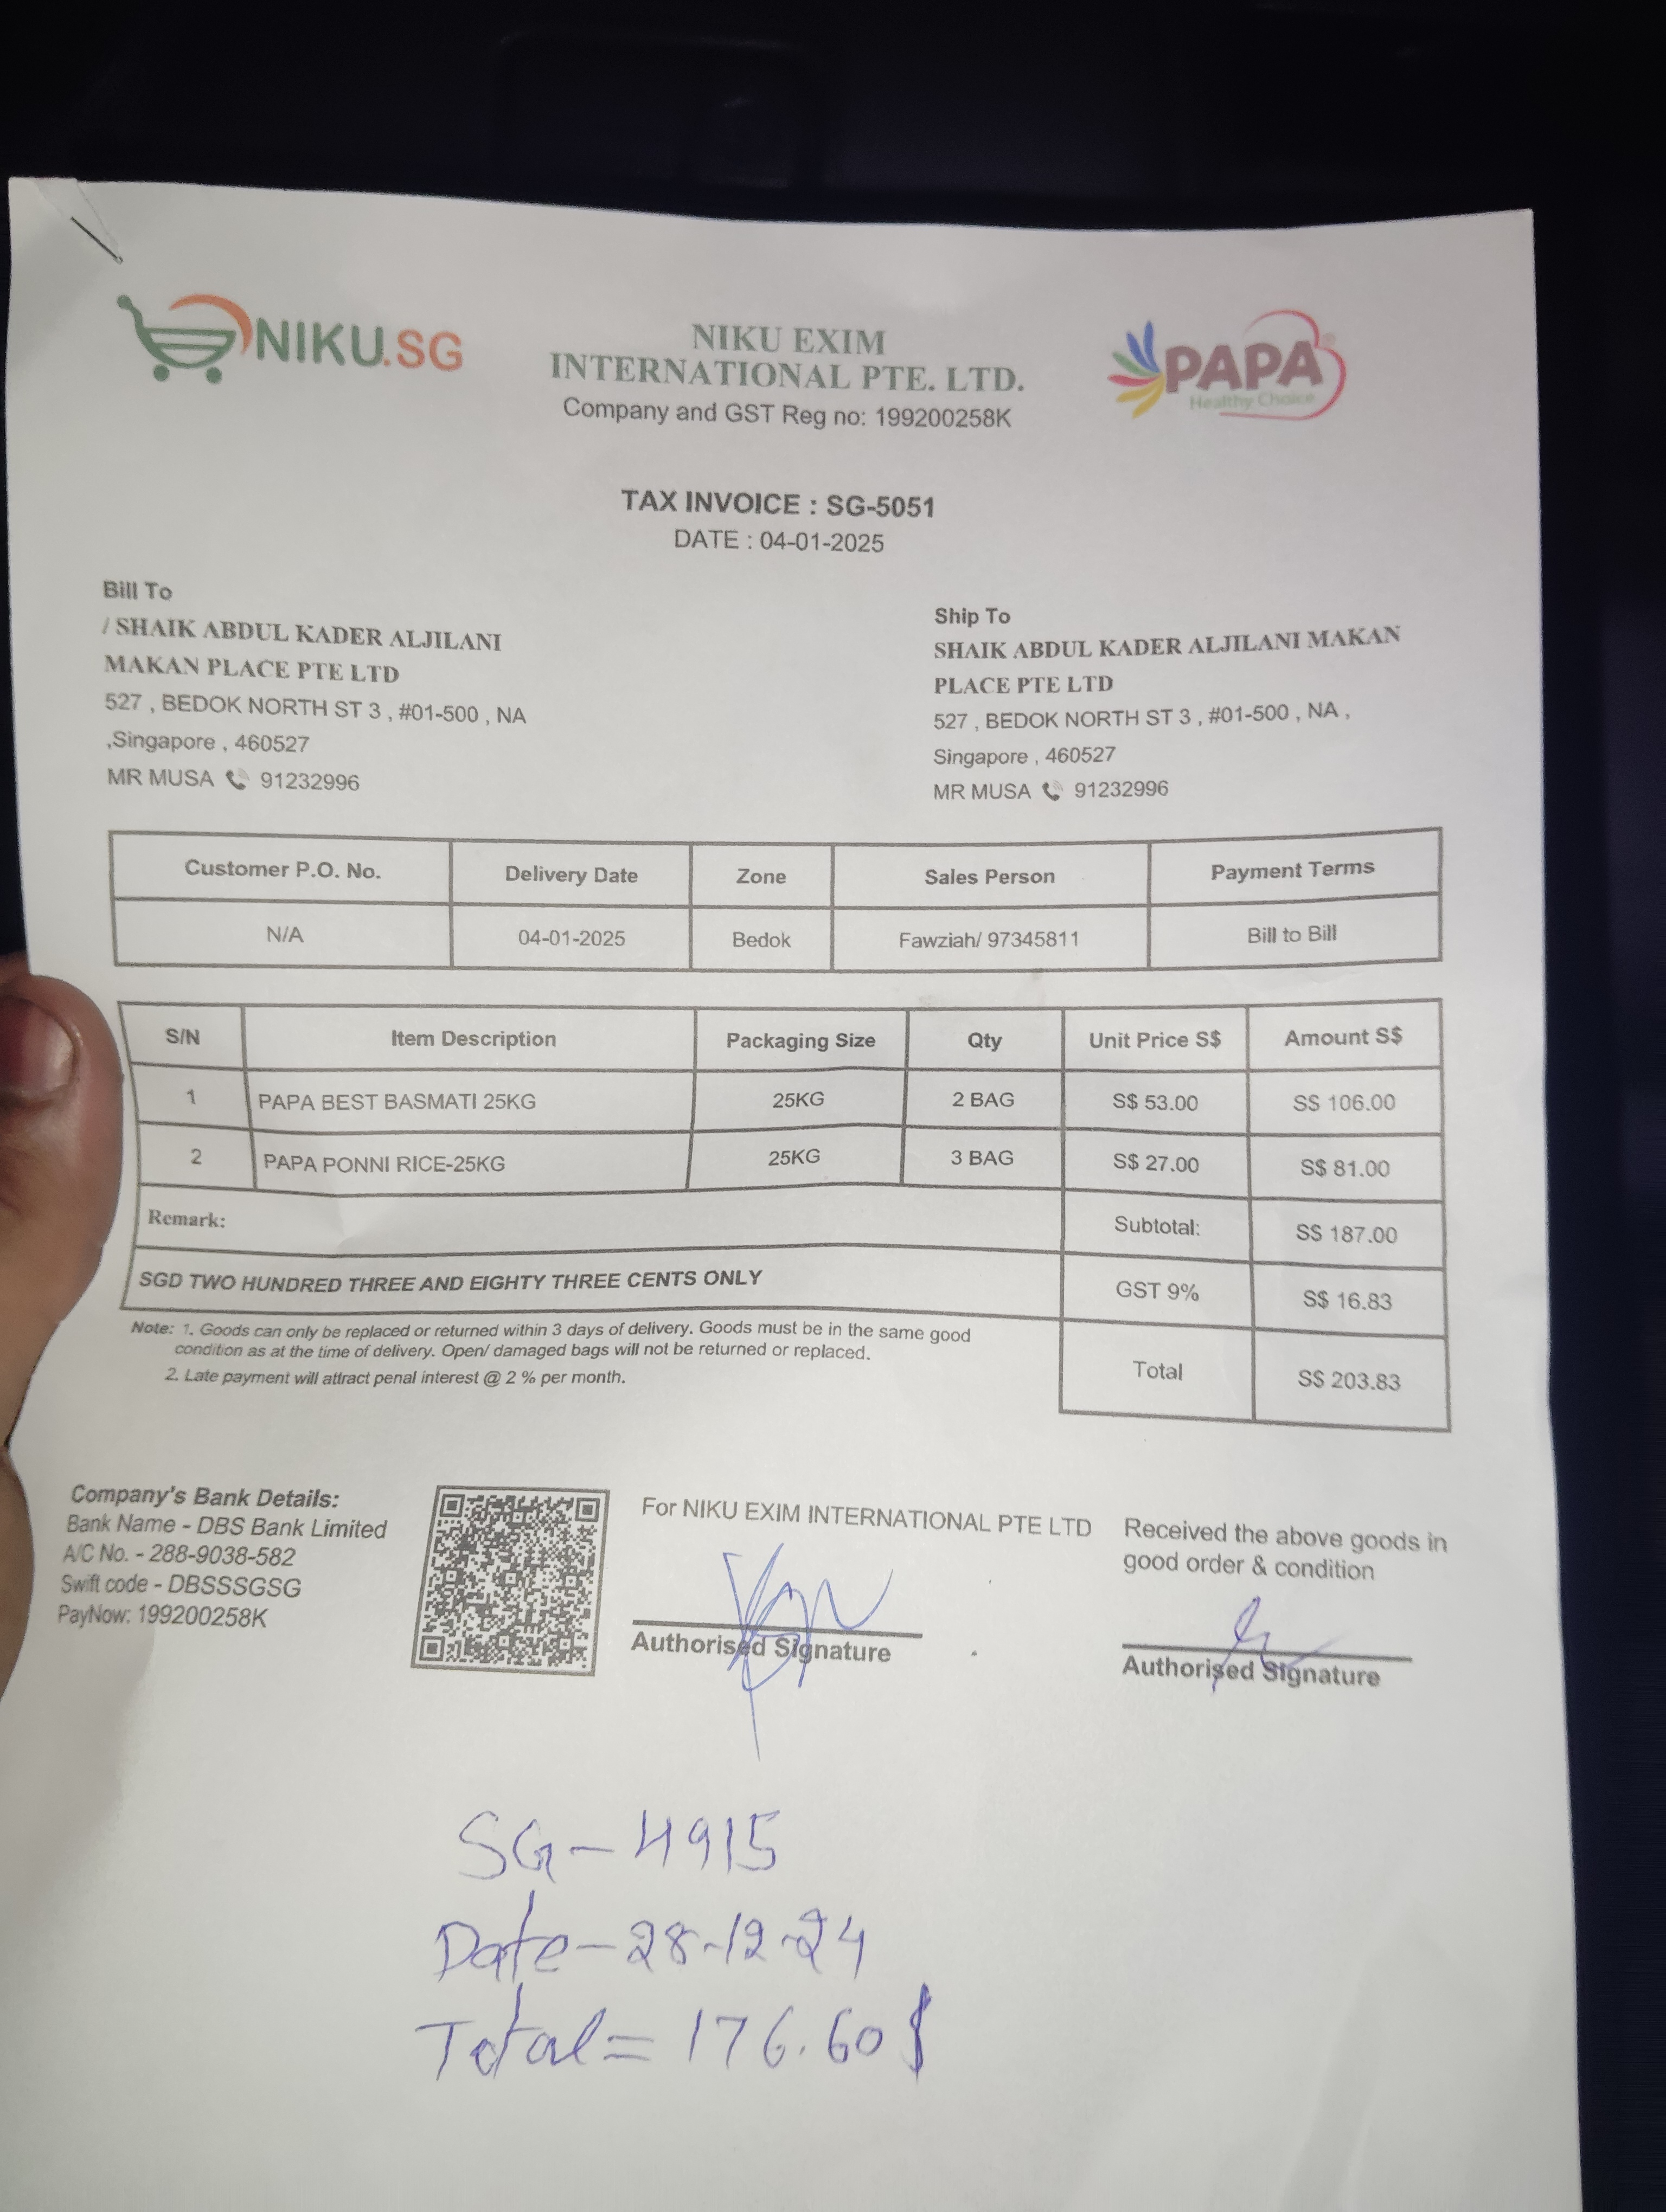 NIKU.SG
NIKU EXIM
INTERNATIONAL PTE. LTD.
Company and GST Reg no: 199200258K
PAPA®
Healthy Choice
TAX INVOICE : SG-5051
DATE : 04-01-2025
Bill To
/ SHAIK ABDUL KADER ALJILANI
MAKAN PLACE PTE LTD
527 , BEDOK NORTH ST 3 , #01-500 , NA
,Singapore , 460527
MR MUSA 91232996
Ship To
SHAIK ABDUL KADER ALJILANI MAKAN
PLACE PTE LTD
527 , BEDOK NORTH ST 3 , #01-500 , NA ,
Singapore , 460527
MR MUSA 91232996
Customer P.O. No. Delivery Date Zone Sales Person Payment Terms
N/A 04-01-2025 Bedok Fawziah/ 97345811 Bill to Bill
S/N Item Description Packaging Size Qty Unit Price S$ Amount S$
1 PAPA BEST BASMATI 25KG 25KG 2 BAG S$ 53.00 S$ 106.00
2 PAPA PONNI RICE-25KG 25KG 3 BAG S$ 27.00 S$ 81.00
Remark: Subtotal: S$ 187.00
SGD TWO HUNDRED THREE AND EIGHTY THREE CENTS ONLY GST 9% S$ 16.83
Total S$ 203.83
Note: 1. Goods can only be replaced or returned within 3 days of delivery. Goods must be in the same good
condition as at the time of delivery. Open/ damaged bags will not be returned or replaced.
2. Late payment will attract penal interest @ 2 % per month.
Company's Bank Details:
Bank Name - DBS Bank Limited
A/C No. - 288-9038-582
Swift code - DBSSSGSG
PayNow: 199200258K
For NIKU EXIM INTERNATIONAL PTE LTD
Authorised Signature
Received the above goods in
good order & condition
Authorised Signature
SG-4915
Date-28-12-24
Total=176.60$